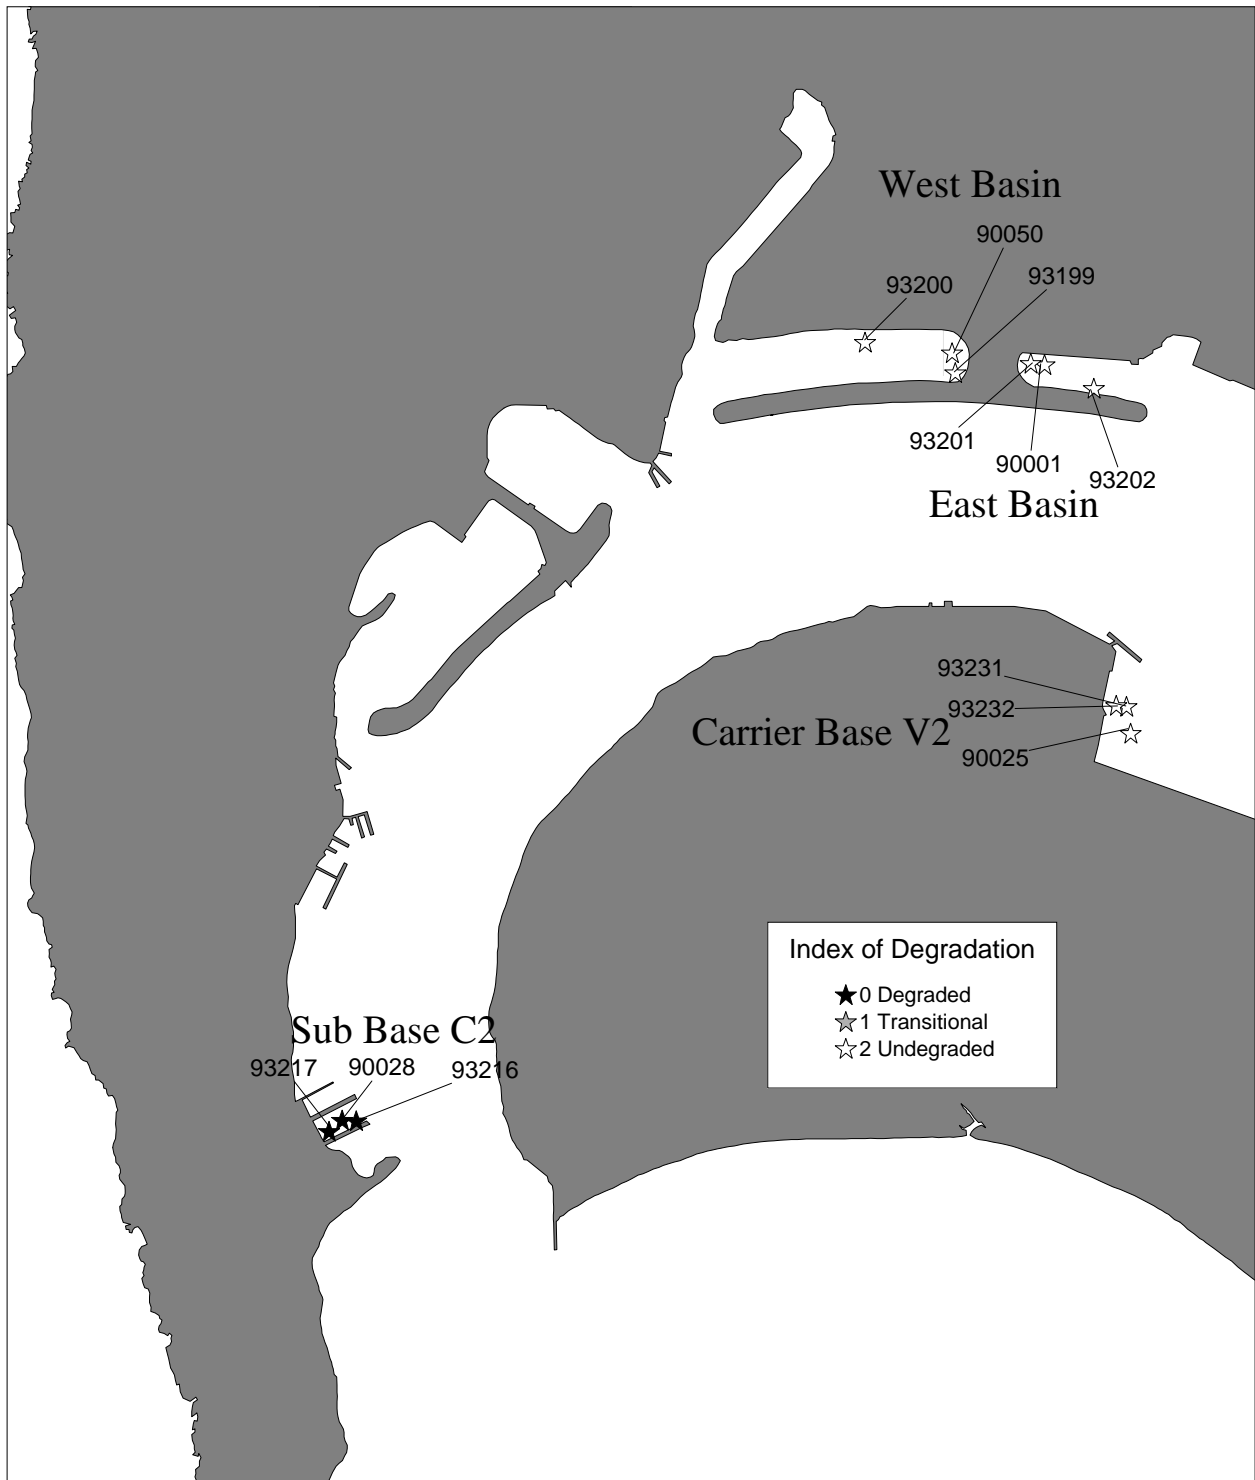 West Basin
90050
93199
93200
93201
90001
93202
East Basin
93231
93232
Carrier Base V2
90025
Index of Degradation
0 Degraded
1 Transitional
2 Undegraded
Sub Base C2
93217
90028
93216